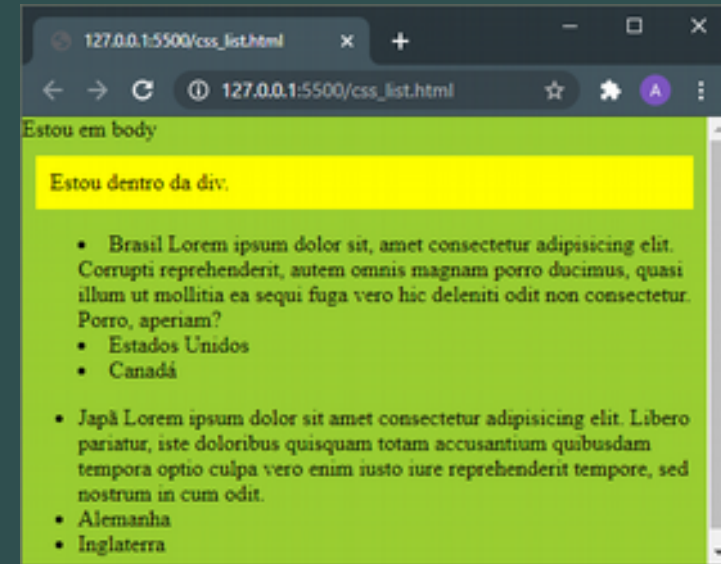 127.0.0.1:5500/css_list.html
127.0.0.1:5500/css_list.html
A
Estou em body
Estou dentro da div.
Brasil Lorem ipsum dolor sit, amet consectetur adipisicing elit.
Corrupti reprehenderit, autem omnis magnam porro ducimus, quasi
illum ut mollitia ea sequi fuga vero hic deleniti odit non consectetur.
Porro, aperiam?
Estados Unidos
Canadá
Japã Lorem ipsum dolor sit amet consectetur adipisicing elit. Libero
pariatur, iste doloribus quisquam totam accusantium quibusdam
tempora optio culpa vero enim iusto iure reprehenderit tempore, sed
nostrum in cum odit.
Alemanha
Inglaterra